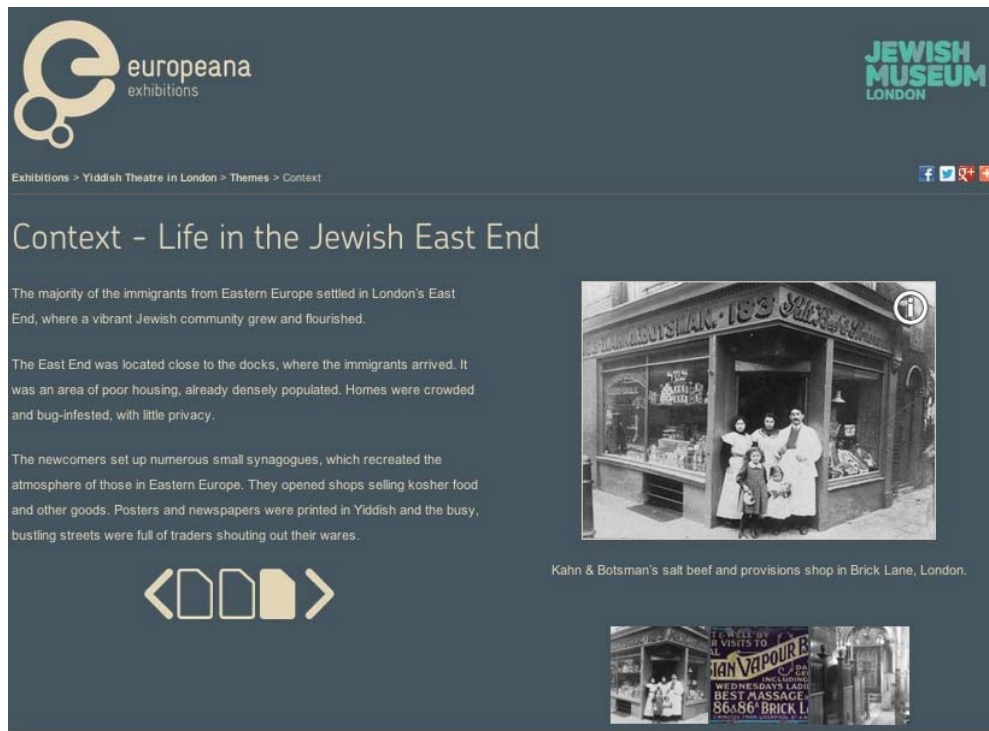 europeana
exhibitions
JEWISH
MUSEUM
LONDON
Exhibitions > Yiddish Theatre in London > Themes > Context
Context - Life in the Jewish East End
The majority of the immigrants from Eastern Europe settled in London's East
End, where a vibrant Jewish community grew and flourished.
The East End was located close to the docks, where the immigrants arrived. It
was an area of poor housing, already densely populated. Homes were crowded
and bug-infested, with little privacy.
The newcomers set up numerous small synagogues, which recreated the
atmosphere of those in Eastern Europe. They opened shops selling kosher food
and other goods. Posters and newspapers were printed in Yiddish and the busy,
bustling streets were full of traders shouting out their wares.
BOTSMAN. 183
Kahn & Botsman's salt beef and provisions shop in Brick Lane, London.
VISITS TO
VAPOUR B
INCLUDING
WEDNESDAYS LADI
BEST MASSAGE
86&86A BRICK L